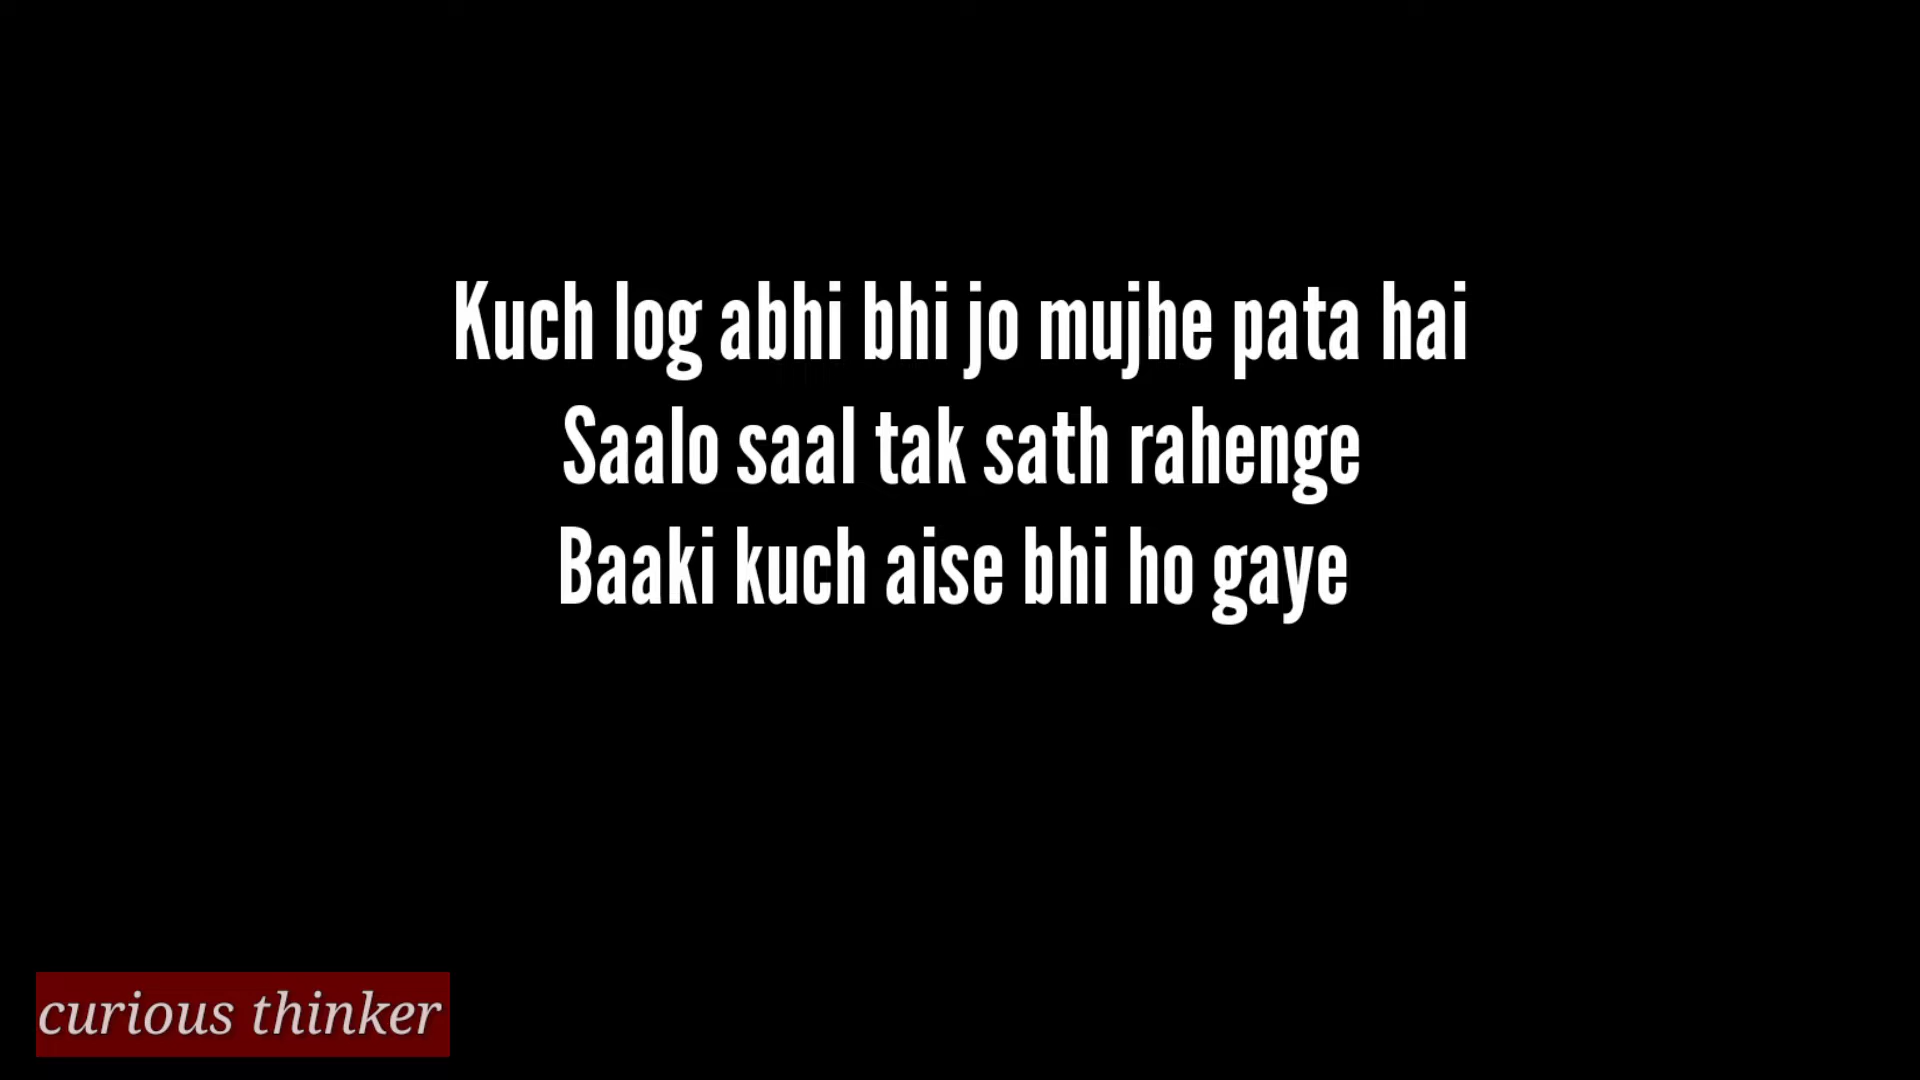 Kuch log abhi bhi jo mujhe pata hai
Saalo saal tak sath rahenge
Baaki kuch aise bhi ho gaye
curious thinker